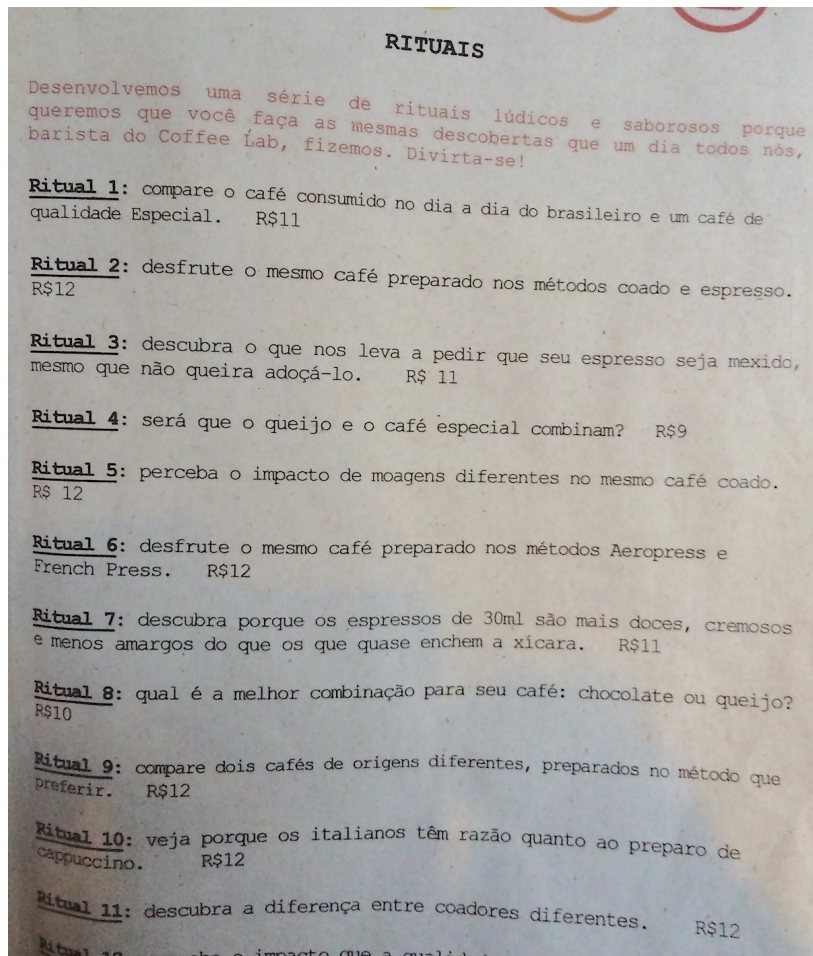 RITUAIS
Desenvolvemos uma série de rituais lúdicos e saborosos porque
queremos que você faça as mesmas descobertas que um dia todos nós,
barista do Coffee Lab, fizemos. Divirta-se!
Ritual 1: compare o café consumido no dia a dia do brasileiro e um café de
qualidade Especial. R$11
Ritual 2: desfrute o mesmo café preparado nos métodos coado e espresso.
R$12
Ritual 3: descubra o que nos leva a pedir que seu espresso seja mexido,
mesmo que não queira adoçá-lo. R$ 11
Ritual 4: será que o queijo e o café especial combinam? R$9
Ritual 5: perceba o impacto de moagens diferentes no mesmo café coado.
R$ 12
Ritual 6: desfrute o mesmo café preparado nos métodos Aeropress e
French Press. R$12
Ritual 7: descubra porque os espressos de 30ml são mais doces, cremosos
e menos amargos do que os que quase enchem a xícara. R$11
Ritual 8: qual é a melhor combinação para seu café: chocolate ou queijo?
R$10
Ritual 9: compare dois cafés de origens diferentes, preparados no método que
preferir. R$12
Ritual 10: veja porque os italianos têm razão quanto ao preparo de
cappuccino. R$12
Ritual 11: descubra a diferença entre coadores diferentes. R$12
Ritual o impacto que a